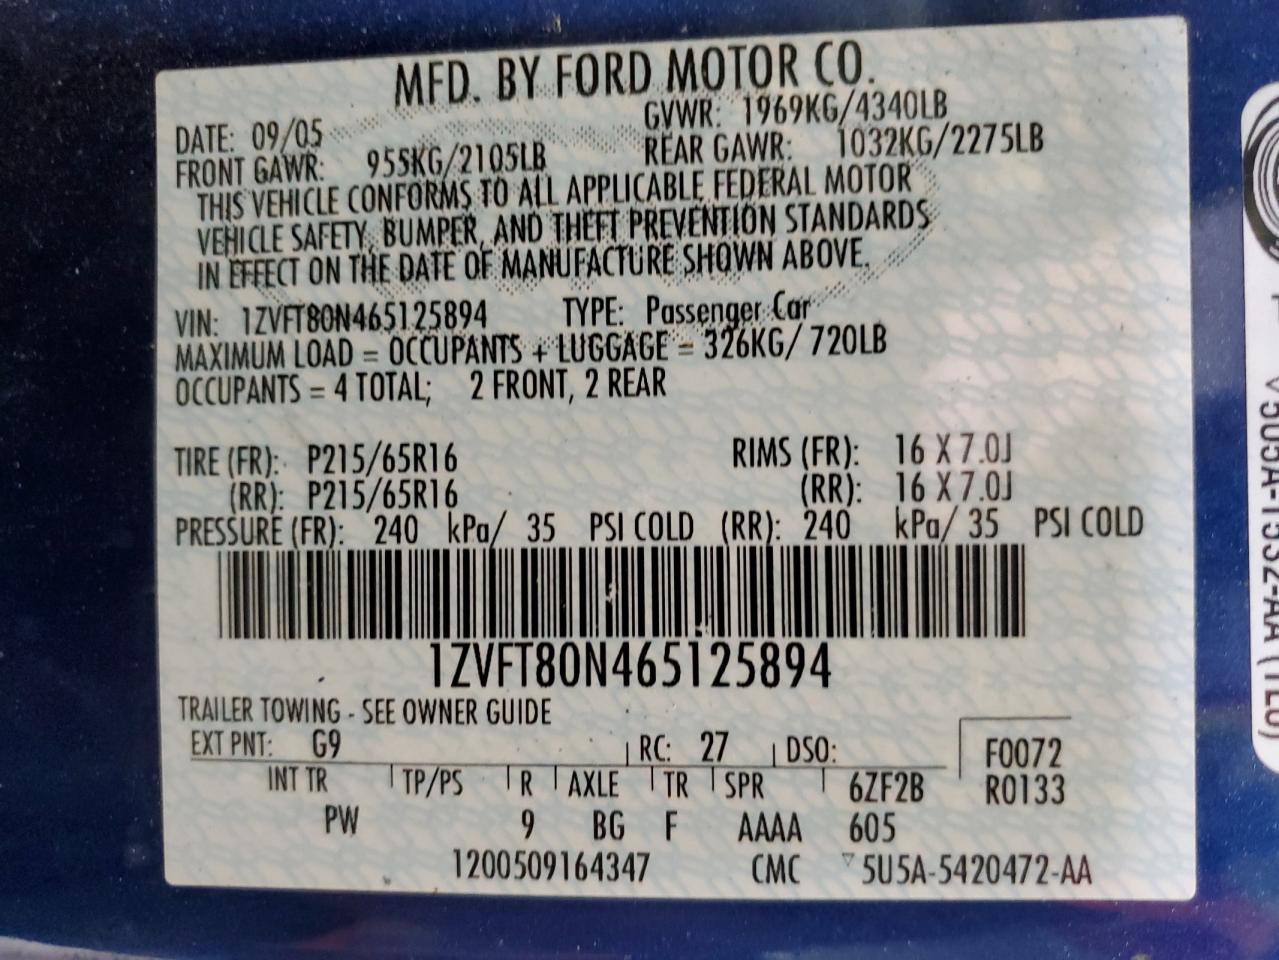 MFD. BY FORD MOTOR CO.
DATE: 09/05 GVWR: 1969KG/4340LB
FRONT GAWR: 955KG/2105LB REAR GAWR: 1032KG/2275LB
THIS VEHICLE CONFORMS TO ALL APPLICABLE FEDERAL MOTOR
VEHICLE SAFETY, BUMPER, AND THEFT PREVENTION STANDARDS
IN EFFECT ON THE DATE OF MANUFACTURE SHOWN ABOVE.
VIN: 1ZVFT80N465125894 TYPE: Passenger Car
MAXIMUM LOAD = OCCUPANTS + LUGGAGE = 326KG/ 720LB
OCCUPANTS = 4 TOTAL; 2 FRONT, 2 REAR
TIRE (FR): P215/65R16 RIMS (FR): 16 X 7.0J
(RR): P215/65R16 (RR): 16 X 7.0J
PRESSURE (FR): 240 kPa/ 35 PSI COLD (RR): 240 kPa/ 35 PSI COLD
1ZVFT80N465125894
TRAILER TOWING - SEE OWNER GUIDE
EXT PNT: G9 RC: 27 DSO: F0072
INT TR TP/PS R AXLE TR SPR 6ZF2B R0133
PW 9 BG F AAAA 605
1200509164347 CMC 5U5A-5420472-AA